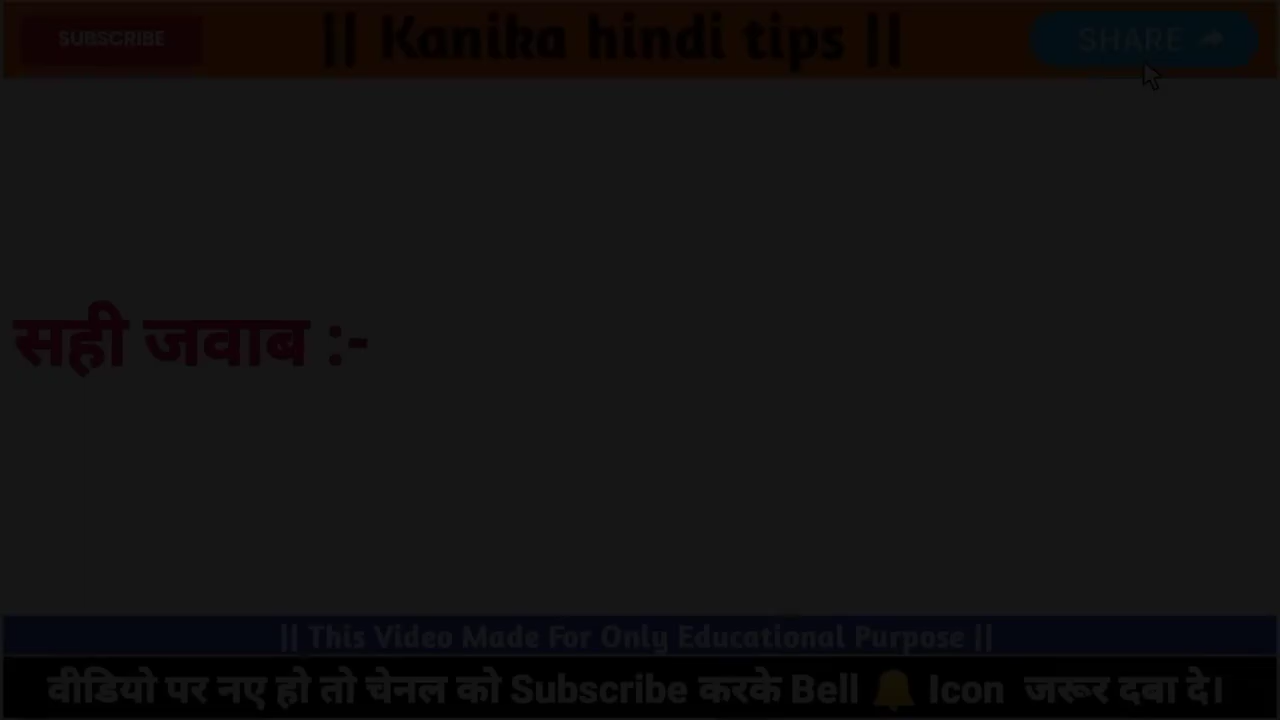 SUBSCRIBE
|| Kanika hindi tips ||
SHARE
सही जवाब :-
|| This Video Made For Only Educational Purpose ||
वीडियो पर नए हो तो चेनल को Subscribe करके Bell 🔔 Icon जरूर दबा दे।